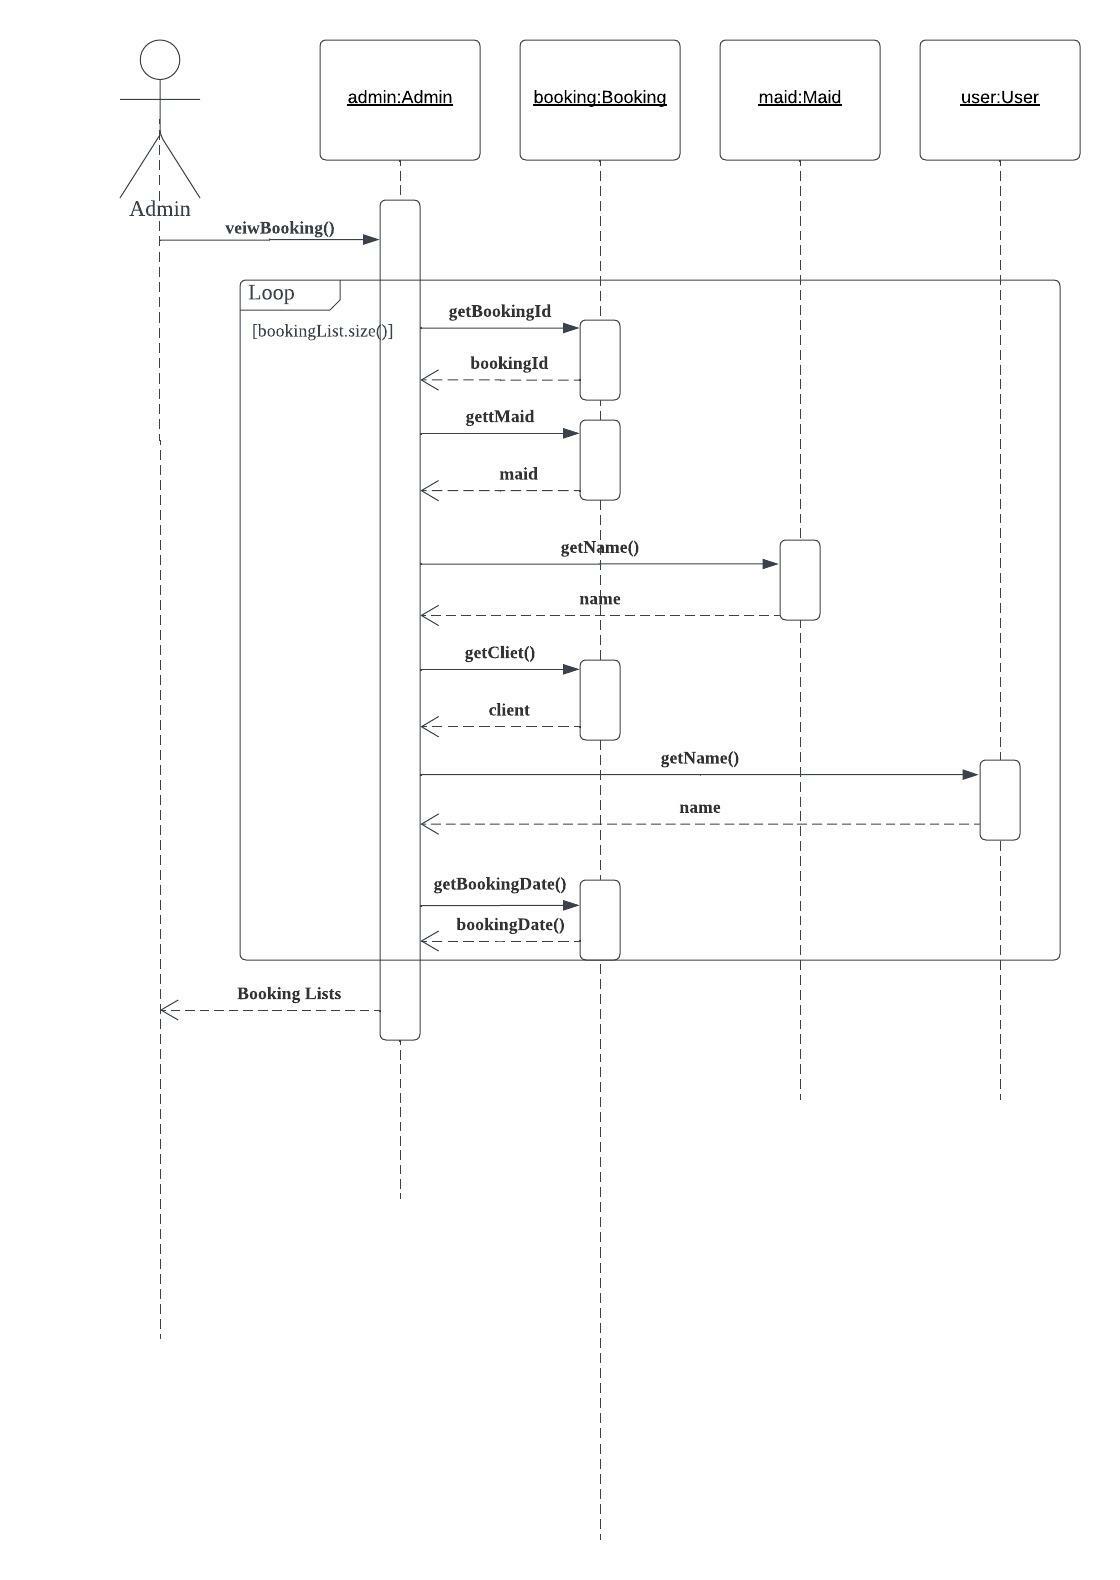 admin:Admin
booking:Booking
maid:Maid
user:User
Admin
veiwBooking()
Loop
[bookingList.size()]
getBookingId
bookingId
gettMaid
maid
getName()
name
getCliet()
client
getName()
name
getBookingDate()
bookingDate()
Booking Lists